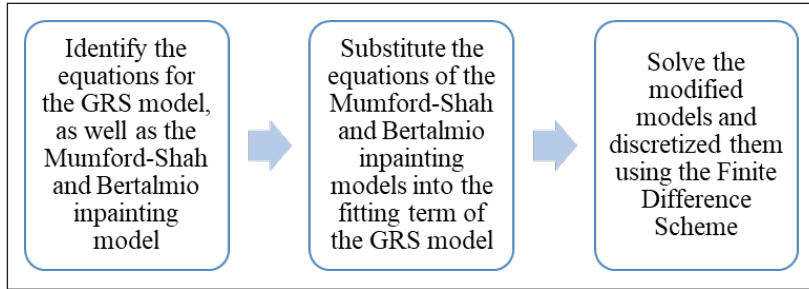 Identify the
equations for
the GRS model,
as well as the
Mumford-Shah
and Bertalmio
inpainting
model
Substitute the
equations of the
Mumford-Shah
and Bertalmio
inpainting
models into the
fitting term of
the GRS model
Solve the
modified
models and
discretized them
using the Finite
Difference
Scheme